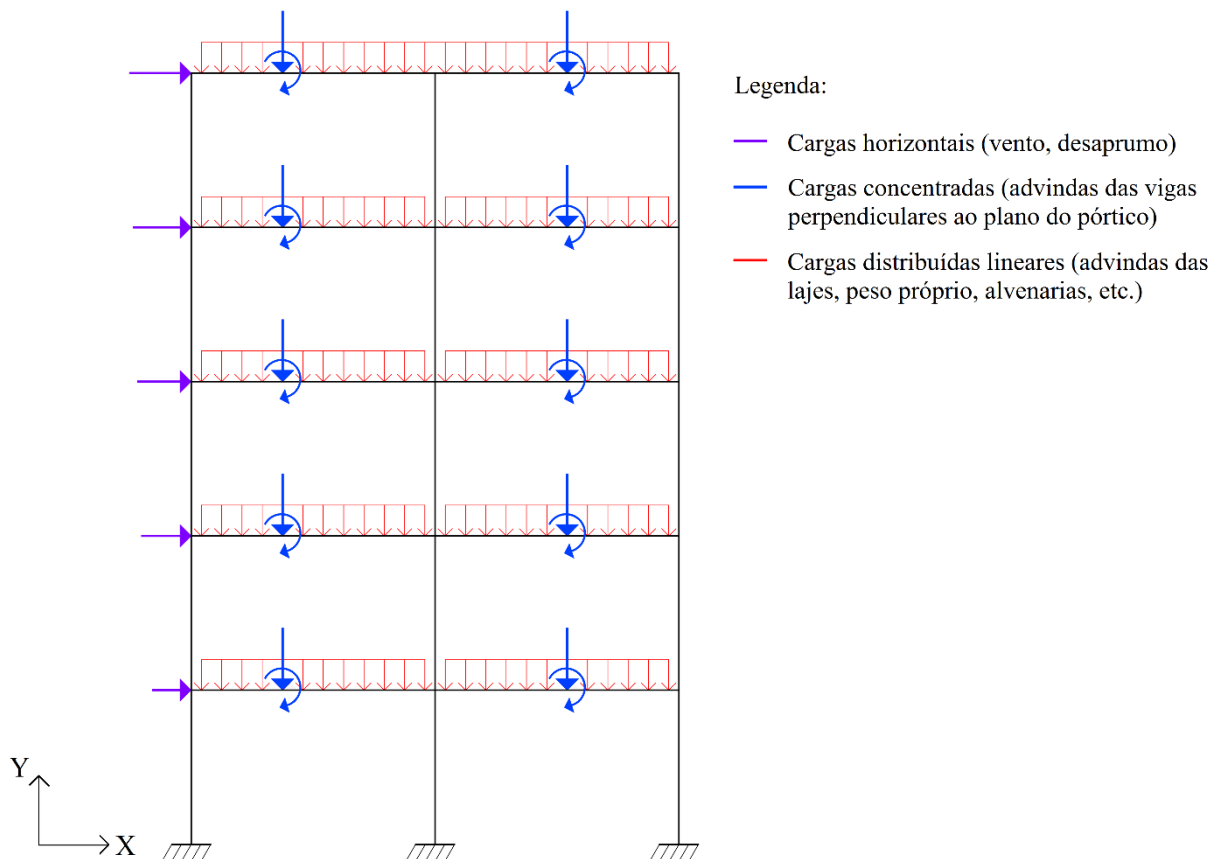 Legenda:
Cargas horizontais (vento, desaprumo)
Cargas concentradas (advindas das vigas
perpendiculares ao plano do pórtico)
Cargas distribuídas lineares (advindas das
lajes, peso próprio, alvenarias, etc.)
Y
X